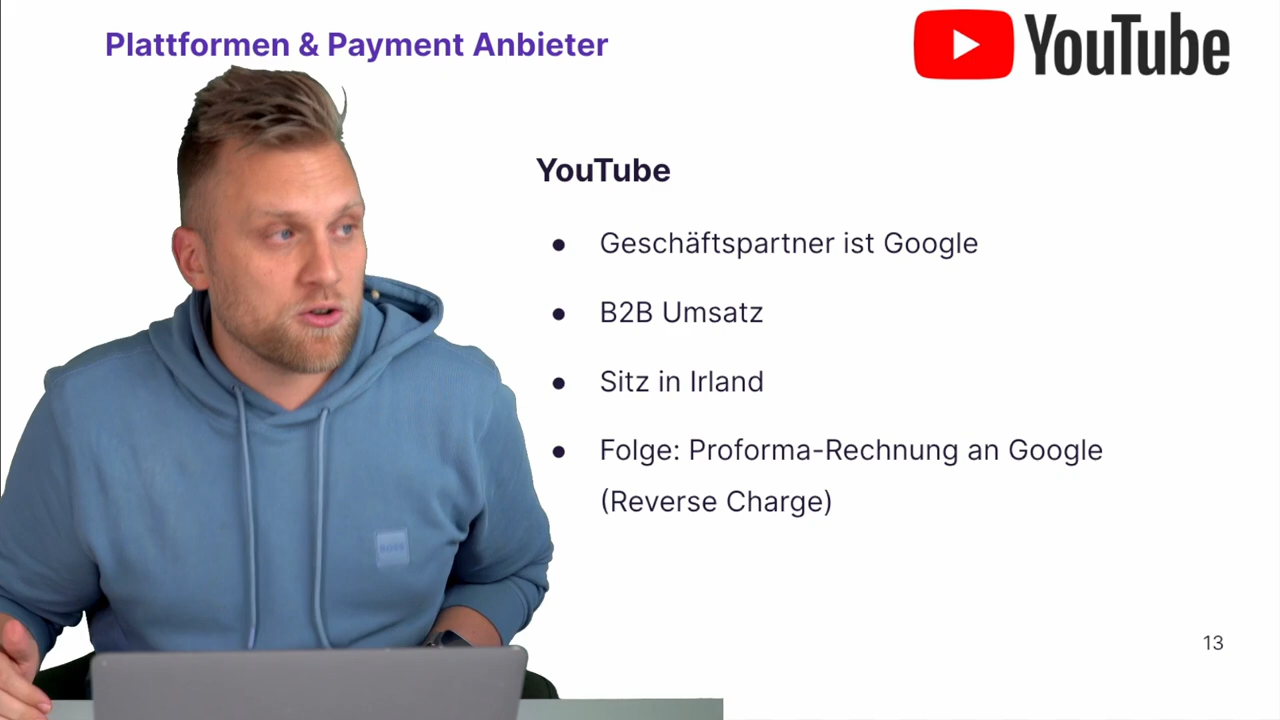 Plattformen & Payment Anbieter
YouTube
YouTube
● Geschäftspartner ist Google
● B2B Umsatz
● Sitz in Irland
● Folge: Proforma-Rechnung an Google
(Reverse Charge)
BOSS
13